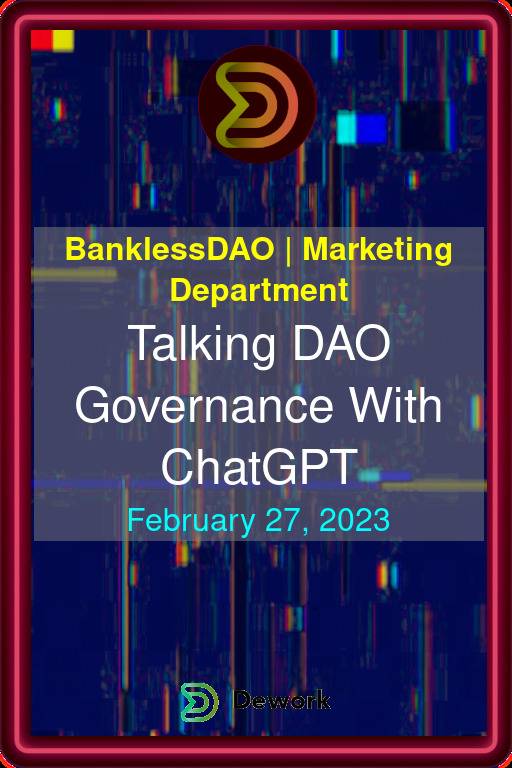 BanklessDAO | Marketing
Department
Talking DAO
Governance With
ChatGPT
February 27, 2023
Dework